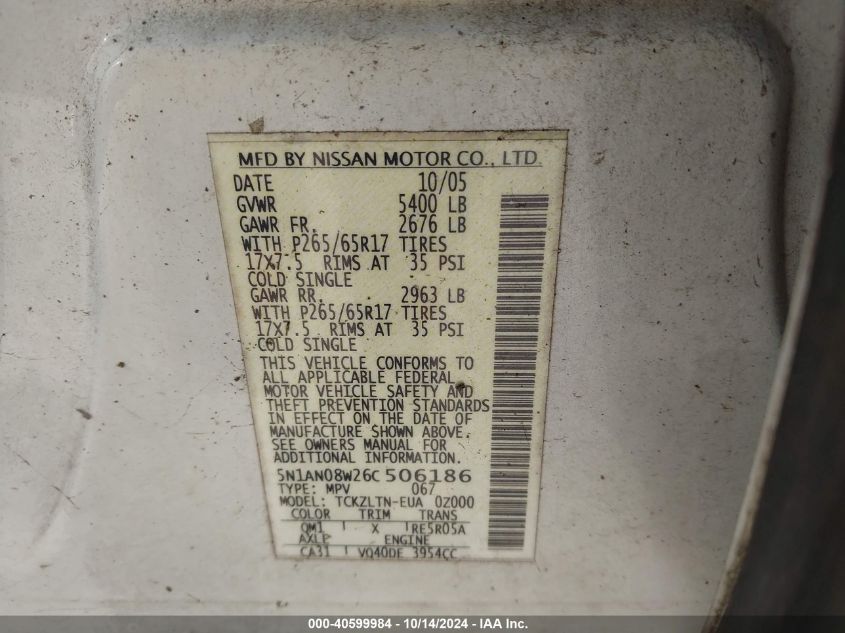 MFD BY NISSAN MOTOR CO., LTD.
DATE 10/05
GVWR 5400 LB
GAWR FR. 2676 LB
WITH P265/65R17 TIRES
17X7.5 RIMS AT 35 PSI
COLD SINGLE
GAWR RR. 2963 LB
WITH P265/65R17 TIRES
17X7.5 RIMS AT 35 PSI
COLD SINGLE
THIS VEHICLE CONFORMS TO
ALL APPLICABLE FEDERAL
MOTOR VEHICLE SAFETY AND
THEFT PREVENTION STANDARDS
IN EFFECT ON THE DATE OF
MANUFACTURE SHOWN ABOVE.
SEE OWNERS MANUAL FOR
ADDITIONAL INFORMATION.
5N1AN08W26C506186
TYPE: MPV 067
MODEL: TCKZLTN-EUA 0Z000
COLOR TRIM TRANS
QM1 X RE5R05A
AXLE ENGINE
CA31 VQ40DE 3954CC
000-40599984 - 10/14/2024 - IAA Inc.